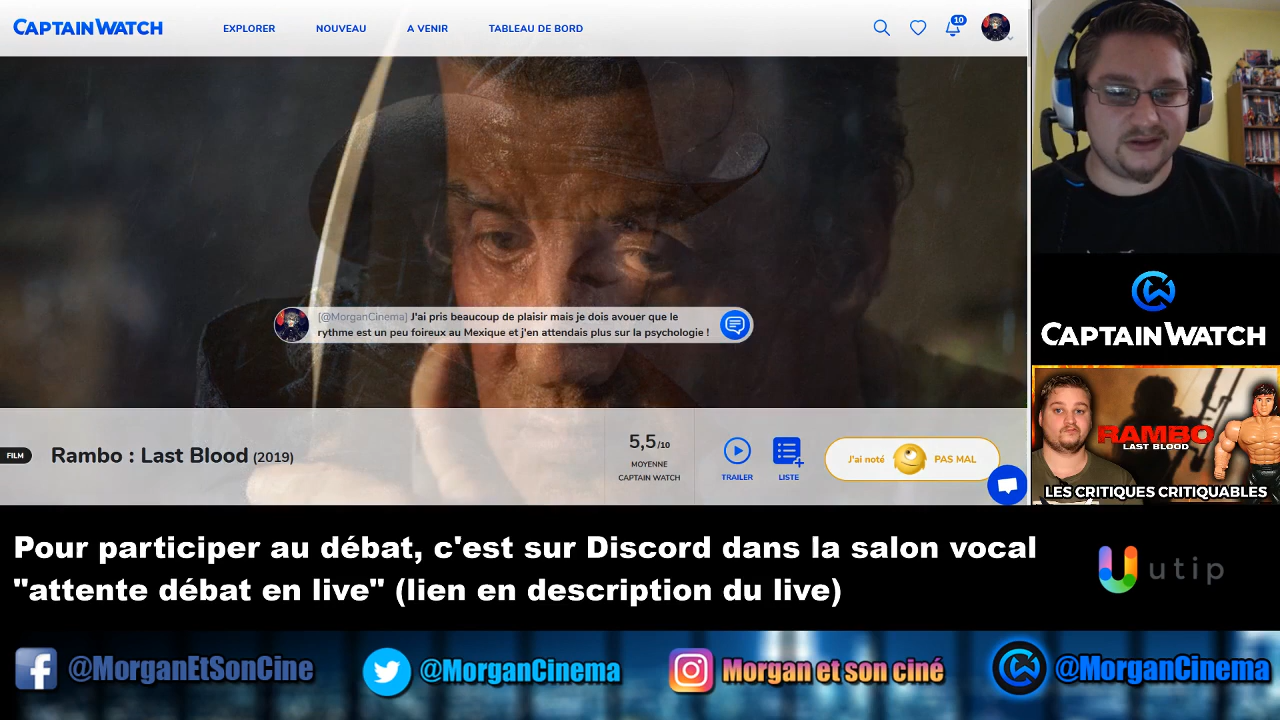 CAPTAIN WATCH
EXPLORER
NOUVEAU
A VENIR
TABLEAU DE BORD
10
[@MorganCinema] J'ai pris beaucoup de plaisir mais je dois avouer que le
rythme est un peu foireux au Mexique et j'en attendais plus sur la psychologie !
FILM
Rambo : Last Blood (2019)
5,5/10
MOYENNE
CAPTAIN WATCH
TRAILER
LISTE
J'ai noté
PAS MAL
CAPTAIN WATCH
RAMBO
LAST BLOOD
LES CRITIQUES CRITIQUABLES
Pour participer au débat, c'est sur Discord dans la salon vocal
"attente débat en live" (lien en description du live)
utip
@MorganEtSonCine
@MorganCinema
Morgan et son ciné
@MorganCinema